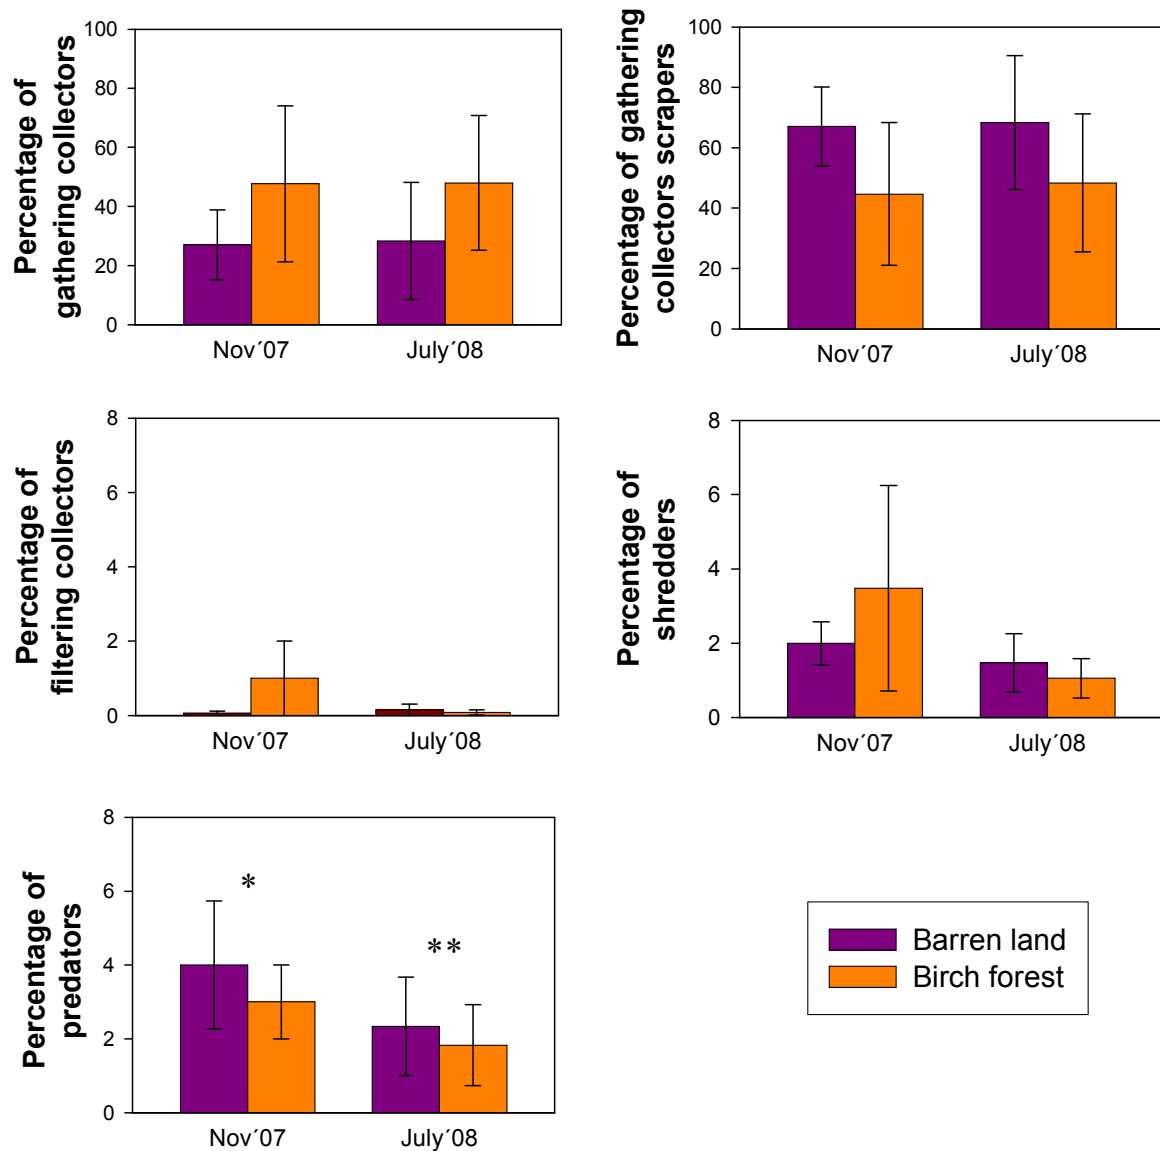 Percentage of
gathering collectors
100
80
60
40
20
0
Nov´07
July´08
Percentage of gathering
collectors scrapers
100
80
60
40
20
0
Nov´07
July´08
Percentage of
filtering collectors
8
6
4
2
0
Nov´07
July´08
Percentage of
shredders
8
6
4
2
0
Nov´07
July´08
Percentage of
predators
8
6
4
2
0
*
**
Nov´07
July´08
Barren land
Birch forest